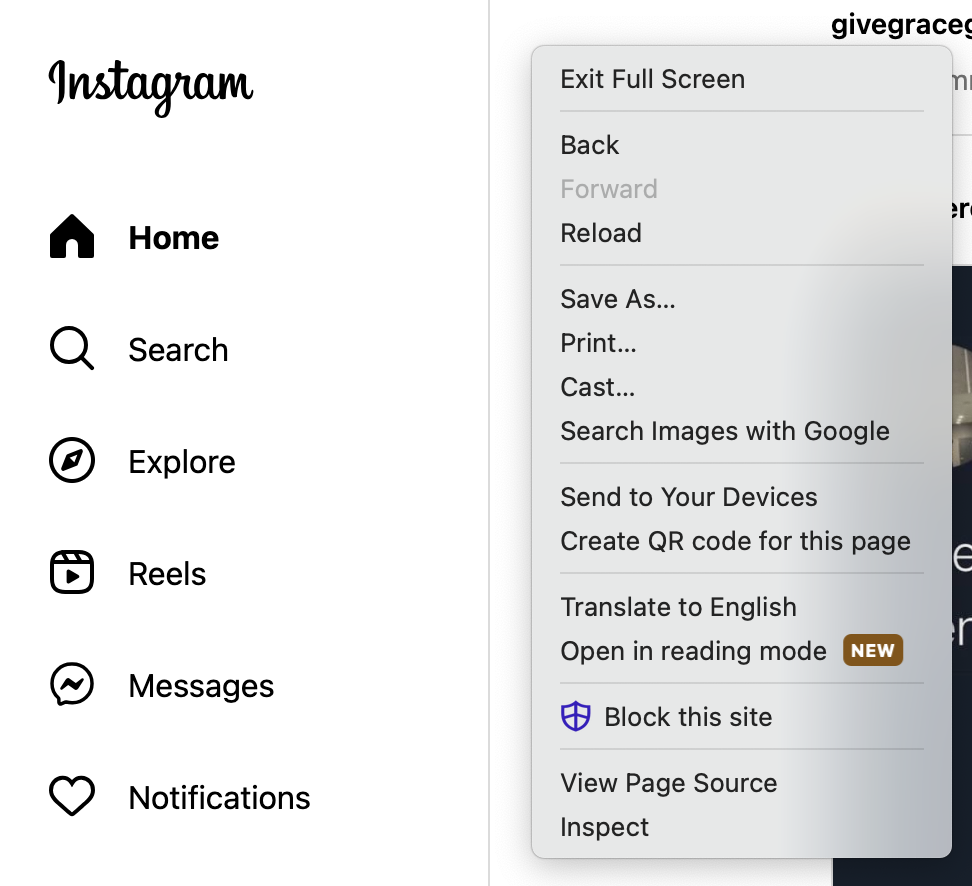 Instagram
Home
Search
Explore
Reels
Messages
Notifications
Exit Full Screen
Back
Forward
Reload
Save As...
Print...
Cast...
Search Images with Google
Send to Your Devices
Create QR code for this page
Translate to English
Open in reading mode NEW
Block this site
View Page Source
Inspect